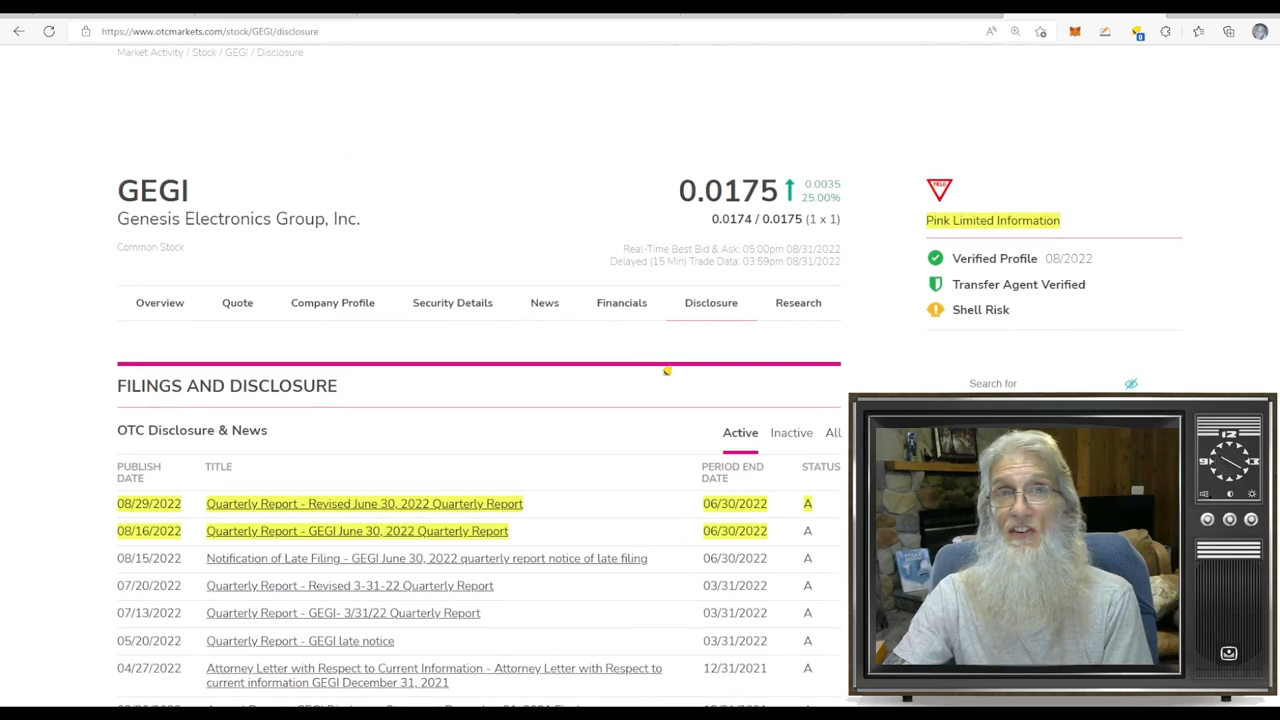 https://www.otcmarkets.com/stock/GEGI/disclosure
Market Activity / Stock / GEGI / Disclosure
GEGI
Genesis Electronics Group, Inc.
Common Stock
0.0175
0.0035
25.00%
0.0174 / 0.0175 (1 x 1)
Real-Time Best Bid & Ask: 05:00pm 08/31/2022
Delayed (15 Min) Trade Data: 03:59pm 08/31/2022
YIELD
Pink Limited Information
Verified Profile 08/2022
Transfer Agent Verified
Shell Risk
Overview Quote Company Profile Security Details News Financials Disclosure Research
FILINGS AND DISCLOSURE
Search for
OTC Disclosure & News
Active Inactive All
PUBLISH DATE TITLE PERIOD END DATE STATUS
08/29/2022 Quarterly Report - Revised June 30, 2022 Quarterly Report 06/30/2022 A
08/16/2022 Quarterly Report - GEGI June 30, 2022 Quarterly Report 06/30/2022 A
08/15/2022 Notification of Late Filing - GEGI June 30, 2022 quarterly report notice of late filing 06/30/2022 A
07/20/2022 Quarterly Report - Revised 3-31-22 Quarterly Report 03/31/2022 A
07/13/2022 Quarterly Report - GEGI- 3/31/22 Quarterly Report 03/31/2022 A
05/20/2022 Quarterly Report - GEGI late notice 03/31/2022 A
04/27/2022 Attorney Letter with Respect to Current Information - Attorney Letter with Respect to 12/31/2021 A
current information GEGI December 31, 2021
12
9 3
6